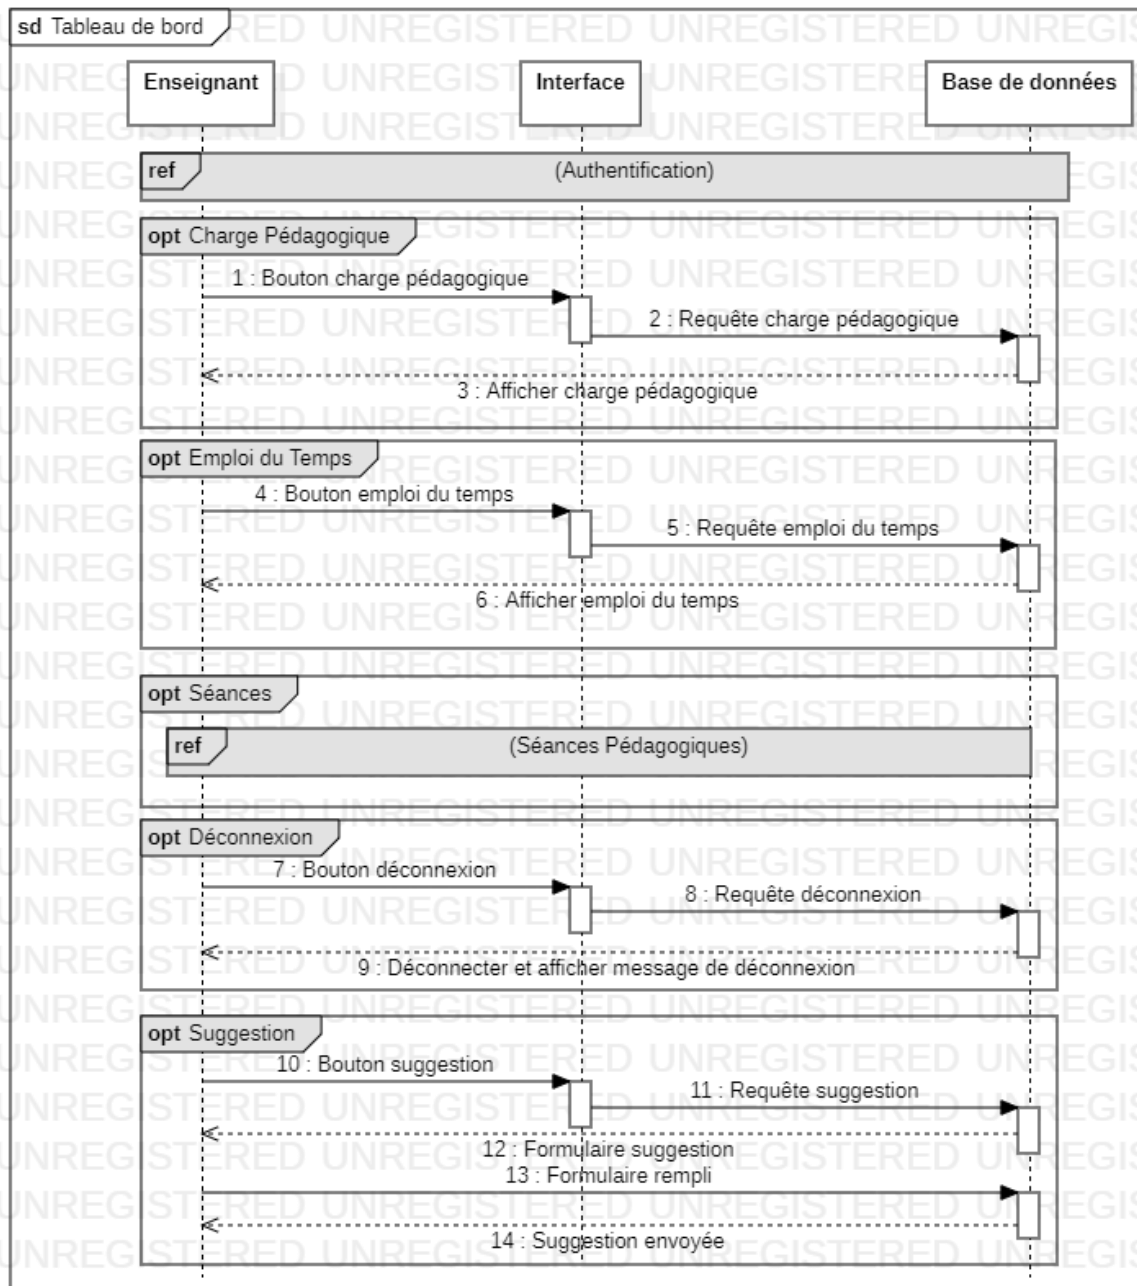 sd Tableau de bord
Enseignant
Interface
Base de données
ref
(Authentification)
opt Charge Pédagogique
1 : Bouton charge pédagogique
2 : Requête charge pédagogique
3 : Afficher charge pédagogique
opt Emploi du Temps
4 : Bouton emploi du temps
5 : Requête emploi du temps
6 : Afficher emploi du temps
opt Séances
ref
(Séances Pédagogiques)
opt Déconnexion
7 : Bouton déconnexion
8 : Requête déconnexion
9 : Déconnecter et afficher message de déconnexion
opt Suggestion
10 : Bouton suggestion
11 : Requête suggestion
12 : Formulaire suggestion
13 : Formulaire rempli
14 : Suggestion envoyée
UNREGISTERED